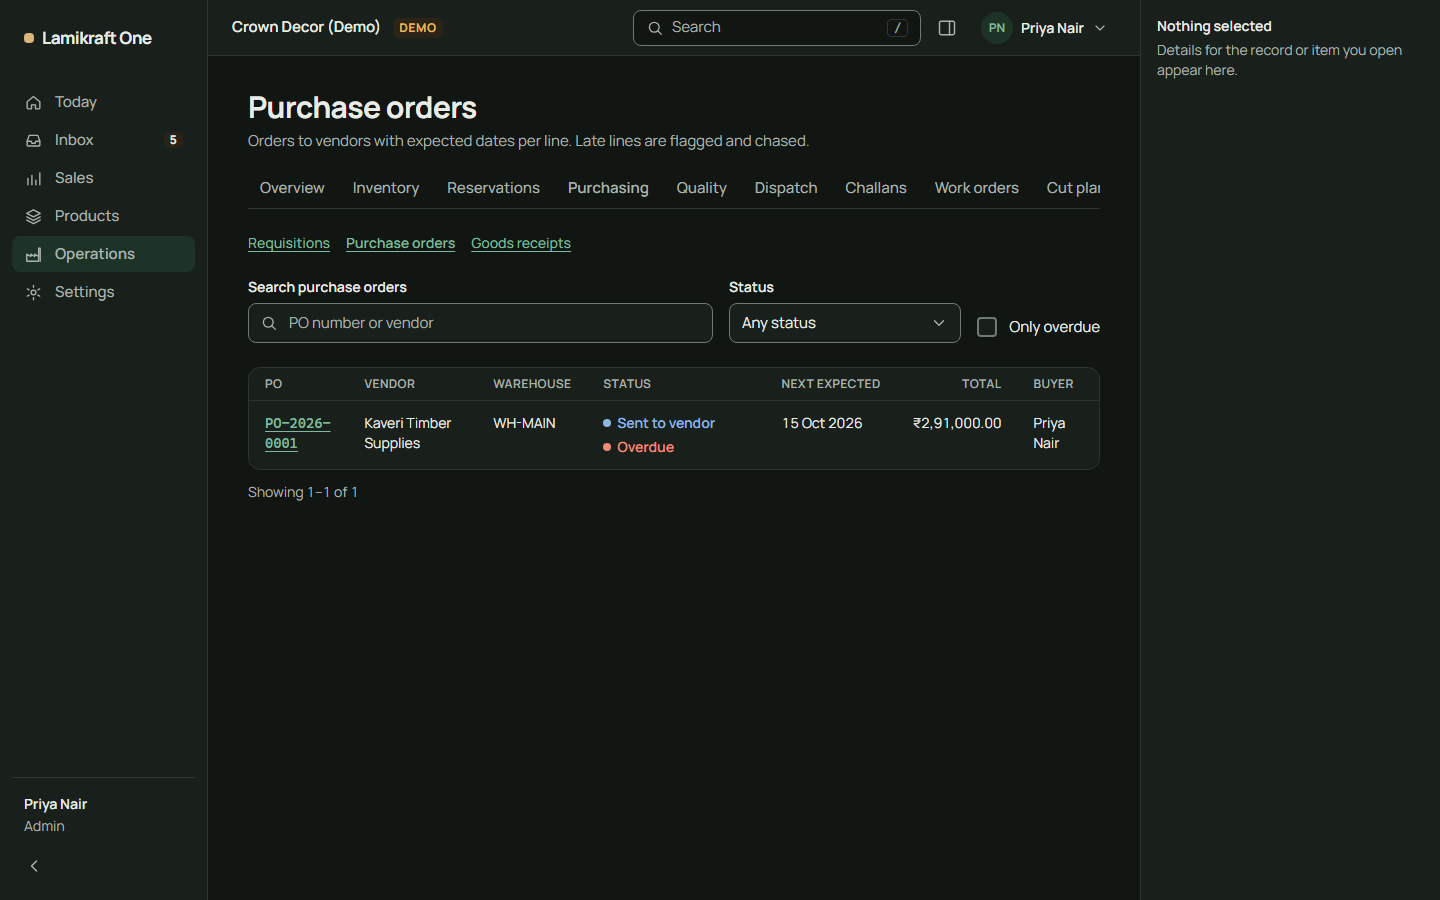 Lamikraft One
Today
Inbox 5
Sales
Products
Operations
Settings
Priya Nair
Admin
Crown Decor (Demo) DEMO
Search /
PN Priya Nair
Purchase orders
Orders to vendors with expected dates per line. Late lines are flagged and chased.
Overview Inventory Reservations Purchasing Quality Dispatch Challans Work orders Cut plan
Requisitions Purchase orders Goods receipts
Search purchase orders Status
PO number or vendor Any status Only overdue
PO VENDOR WAREHOUSE STATUS NEXT EXPECTED TOTAL BUYER
PO-2026- Kaveri Timber WH-MAIN Sent to vendor 15 Oct 2026 ₹2,91,000.00 Priya
0001 Supplies Overdue Nair
Showing 1–1 of 1
Nothing selected
Details for the record or item you open
appear here.